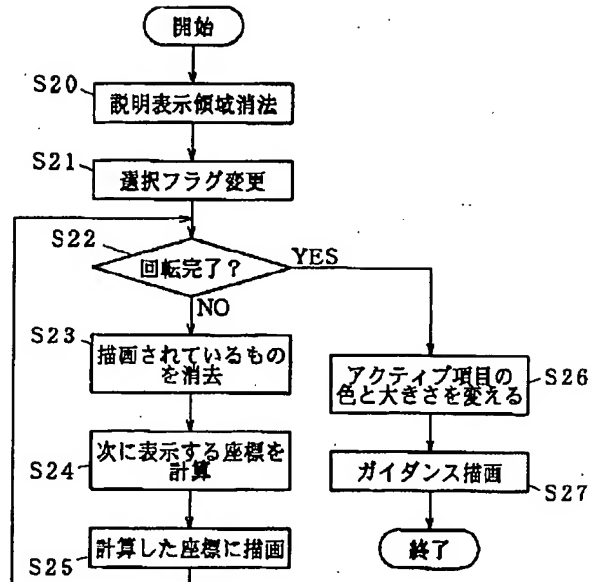 開始
S20
説明表示領域消法
S21
選択フラグ変更
S22
回転完了？
YES
NO
S23
描画されているもの
を消去
S24
次に表示する座標を
計算
S25
計算した座標に描画
アクティブ項目の
色と大きさを変える
S26
ガイダンス描画
S27
終了